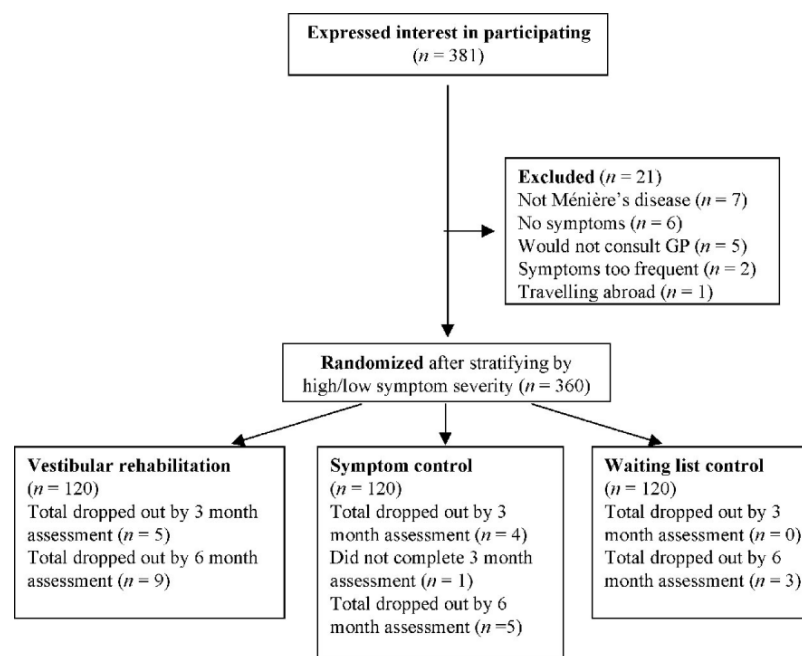 Expressed interest in participating
(n = 381)
Excluded (n = 21)
Not Ménière's disease (n = 7)
No symptoms (n = 6)
Would not consult GP (n = 5)
Symptoms too frequent (n = 2)
Travelling abroad (n = 1)
Randomized after stratifying by
high/low symptom severity (n = 360)
Vestibular rehabilitation
(n = 120)
Total dropped out by 3 month
assessment (n = 5)
Total dropped out by 6 month
assessment (n = 9)
Symptom control
(n = 120)
Total dropped out by 3
month assessment (n = 4)
Did not complete 3 month
assessment (n = 1)
Total dropped out by 6
month assessment (n =5)
Waiting list control
(n = 120)
Total dropped out by 3
month assessment (n = 0)
Total dropped out by 6
month assessment (n = 3)